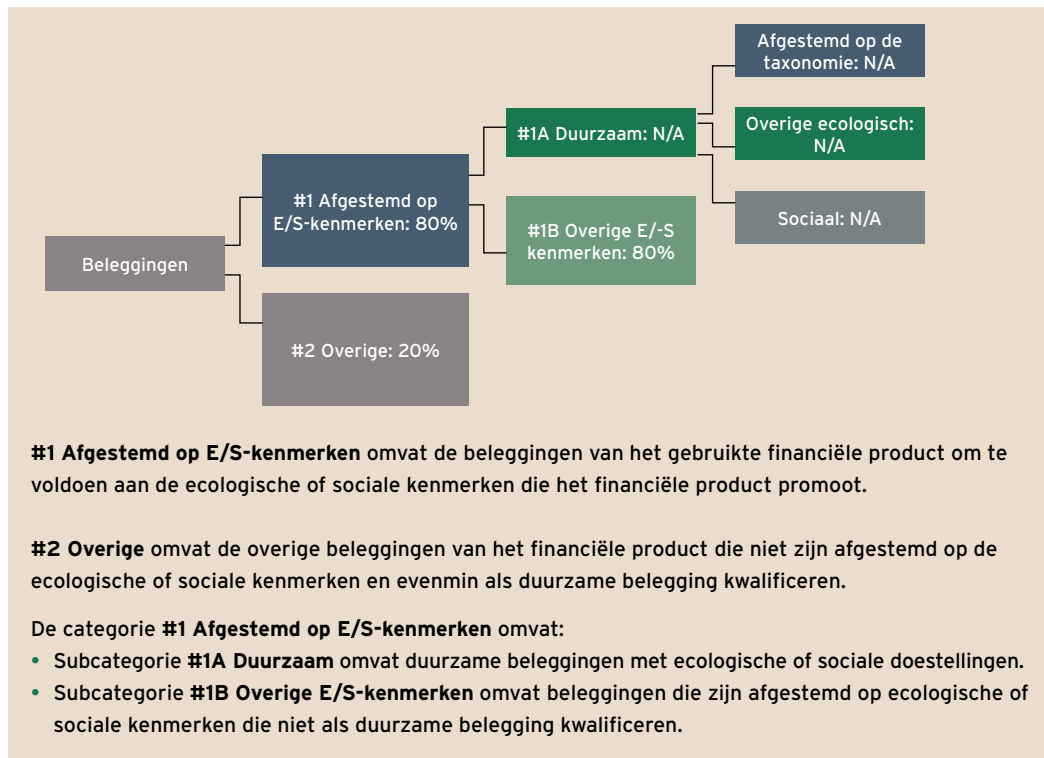 Afgestemd op de
taxonomie: N/A
#1A Duurzaam: N/A
Overige ecologisch:
N/A
#1 Afgestemd op
E/S-kenmerken: 80%
#1B Overige E/-S
kenmerken: 80%
Sociaal: N/A
Beleggingen
#2 Overige: 20%
#1 Afgestemd op E/S-kenmerken omvat de beleggingen van het gebruikte financiële product om te
voldoen aan de ecologische of sociale kenmerken die het financiële product promoot.
#2 Overige omvat de overige beleggingen van het financiële product die niet zijn afgestemd op de
ecologische of sociale kenmerken en evenmin als duurzame belegging kwalificeren.
De categorie #1 Afgestemd op E/S-kenmerken omvat:
• Subcategorie #1A Duurzaam omvat duurzame beleggingen met ecologische of sociale doestellingen.
• Subcategorie #1B Overige E/S-kenmerken omvat beleggingen die zijn afgestemd op ecologische of
sociale kenmerken die niet als duurzame belegging kwalificeren.